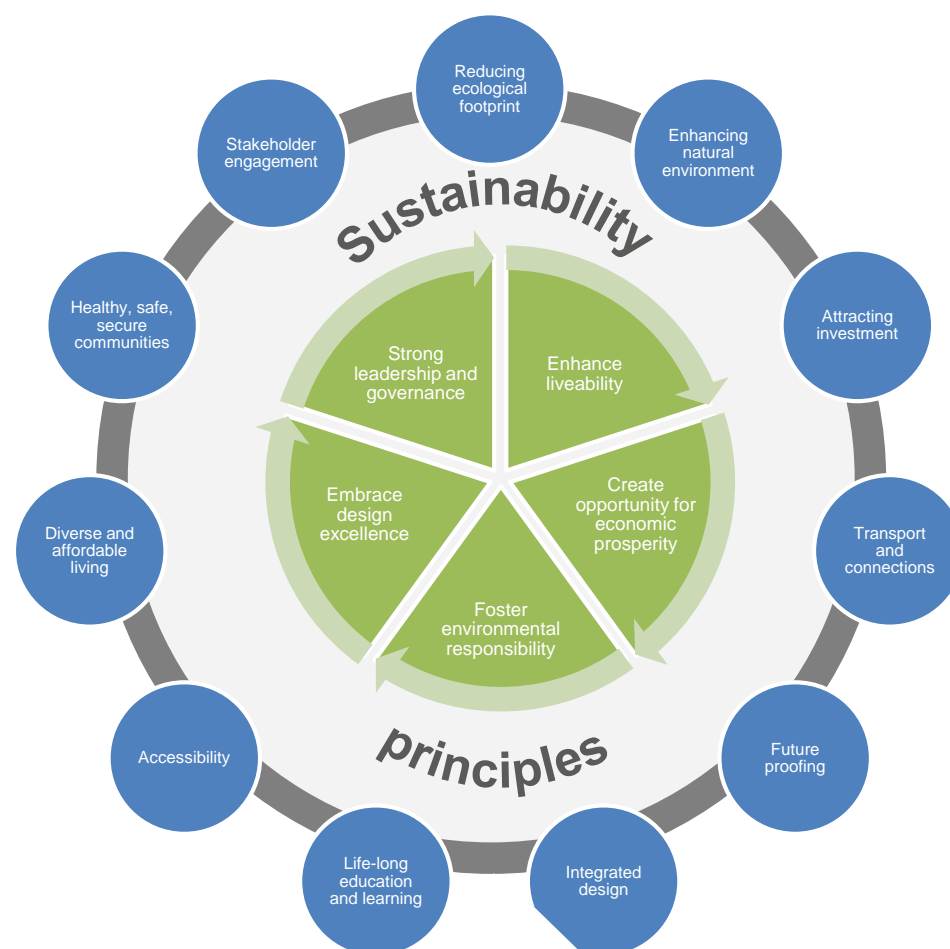 Reducing
ecological
footprint
Enhancing
natural
environment
Attracting
investment
Transport
and
connections
Future
proofing
Integrated
design
Life-long
education
and learning
Accessibility
Diverse and
affordable
living
Healthy, safe,
secure
communities
Stakeholder
engagement
Sustainability
Enhance
liveability
Create
opportunity for
economic
prosperity
Foster
environmental
responsibility
Embrace
design
excellence
Strong
leadership and
governance
principles